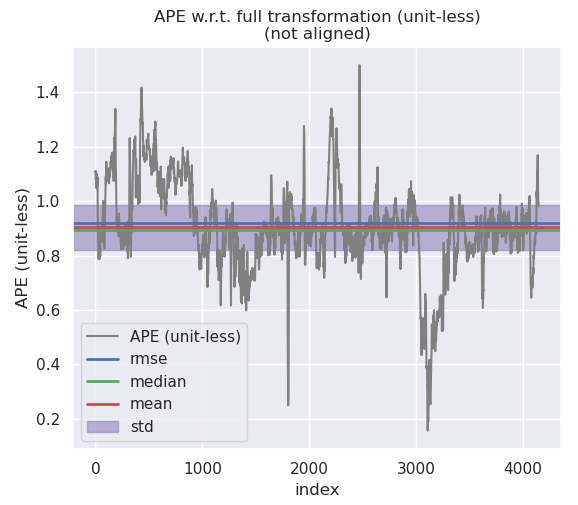 APE w.r.t. full transformation (unit-less)
(not aligned)
APE (unit-less)
1.4
1.2
1.0
0.8
0.6
0.4
0.2
APE (unit-less)
rmse
median
mean
std
0 1000 2000 3000 4000
index